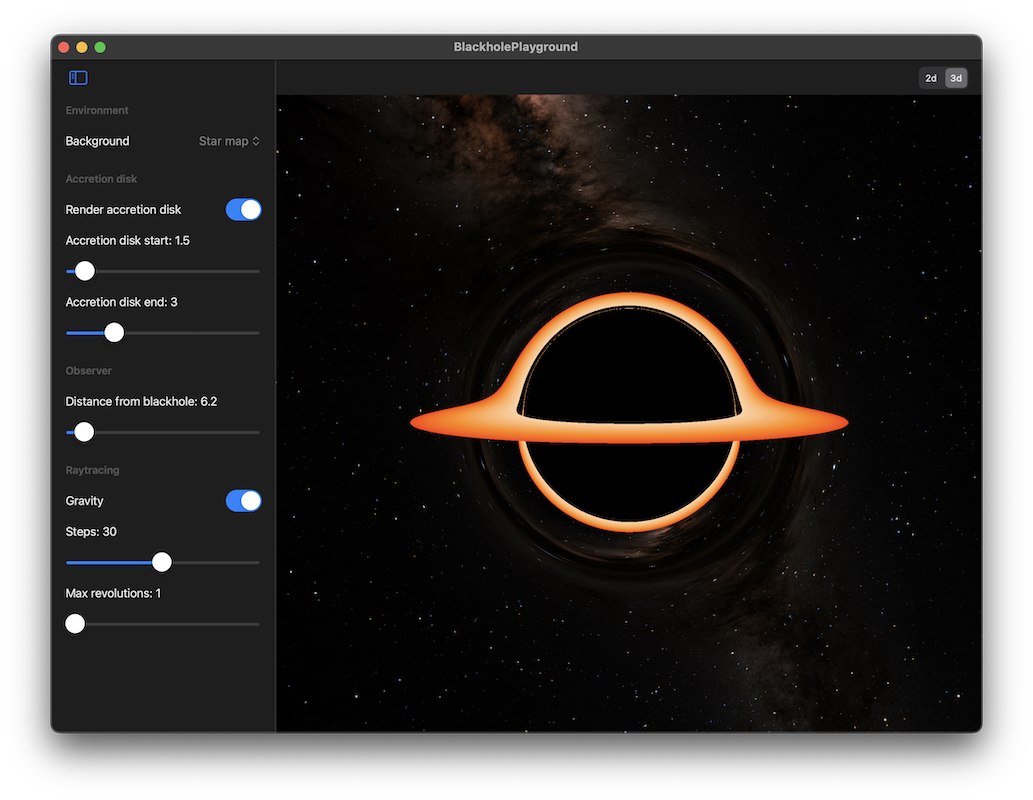 BlackholePlayground
2d 3d
Environment
Background Star map
Accretion disk
Render accretion disk
Accretion disk start: 1.5
Accretion disk end: 3
Observer
Distance from blackhole: 6.2
Raytracing
Gravity
Steps: 30
Max revolutions: 1